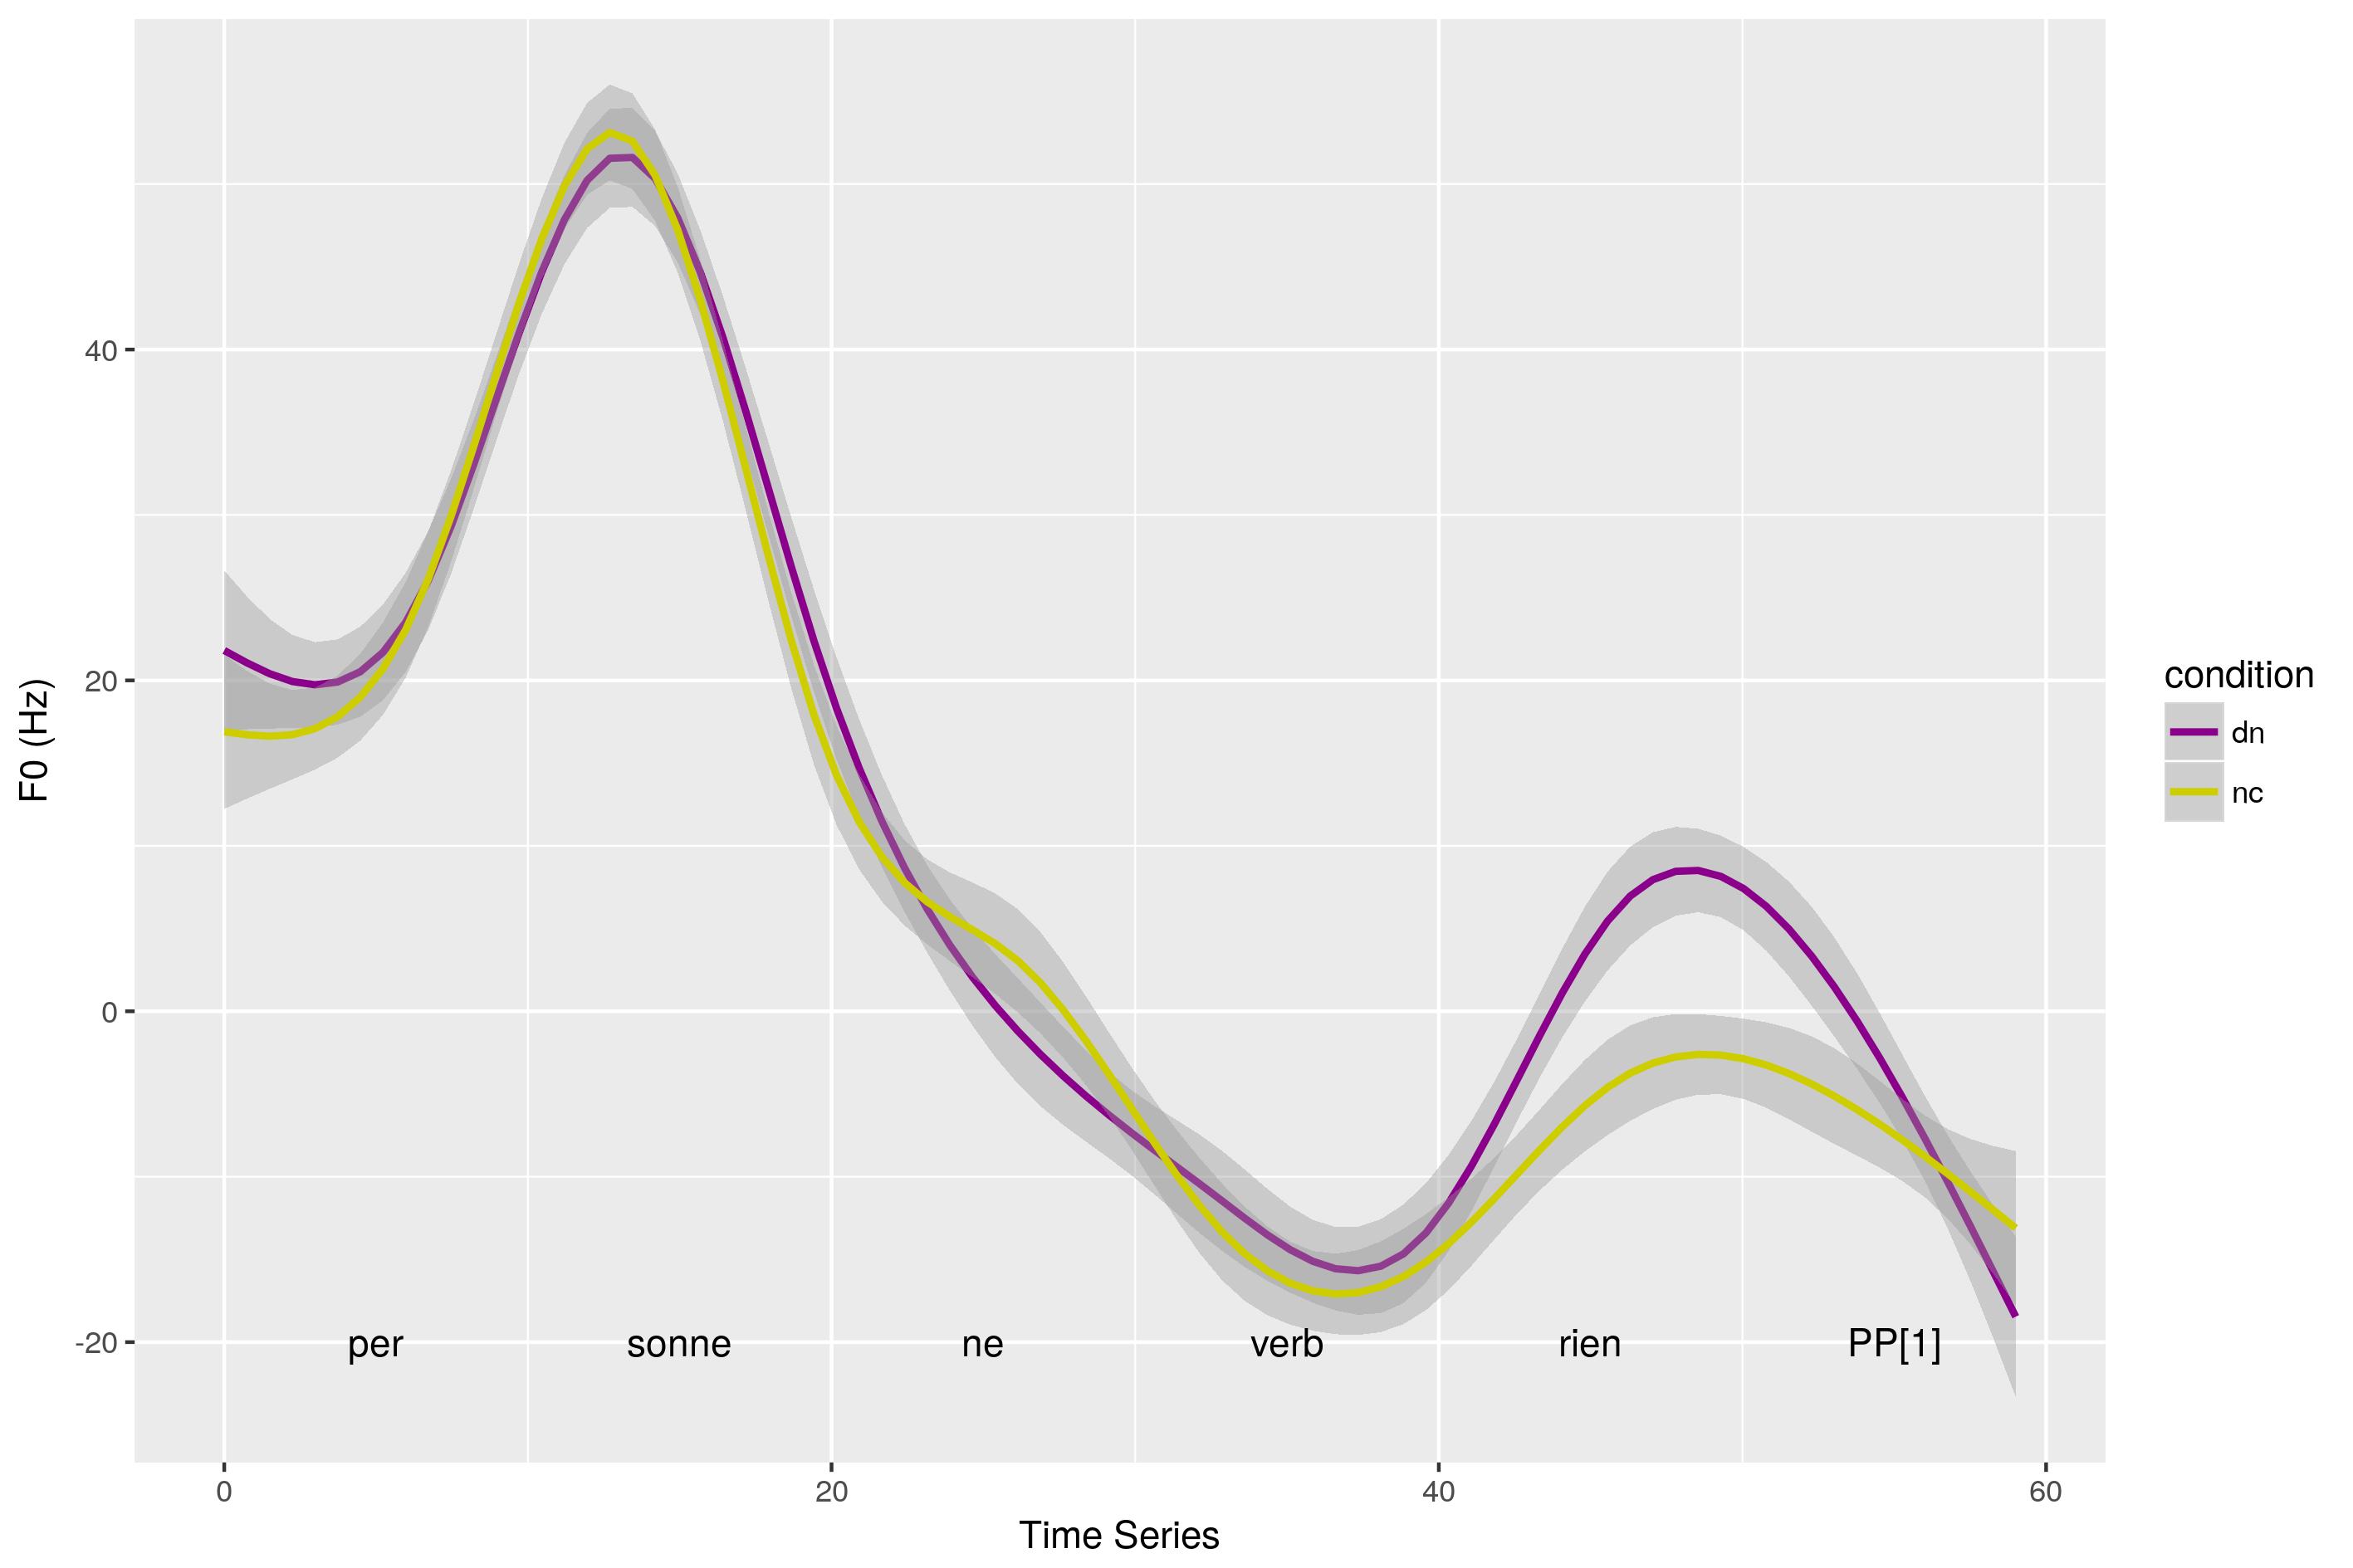 40
20
0
-20
F0 (Hz)
per sonne ne verb rien PP[1]
0 20 40 60
Time Series
condition
dn
nc